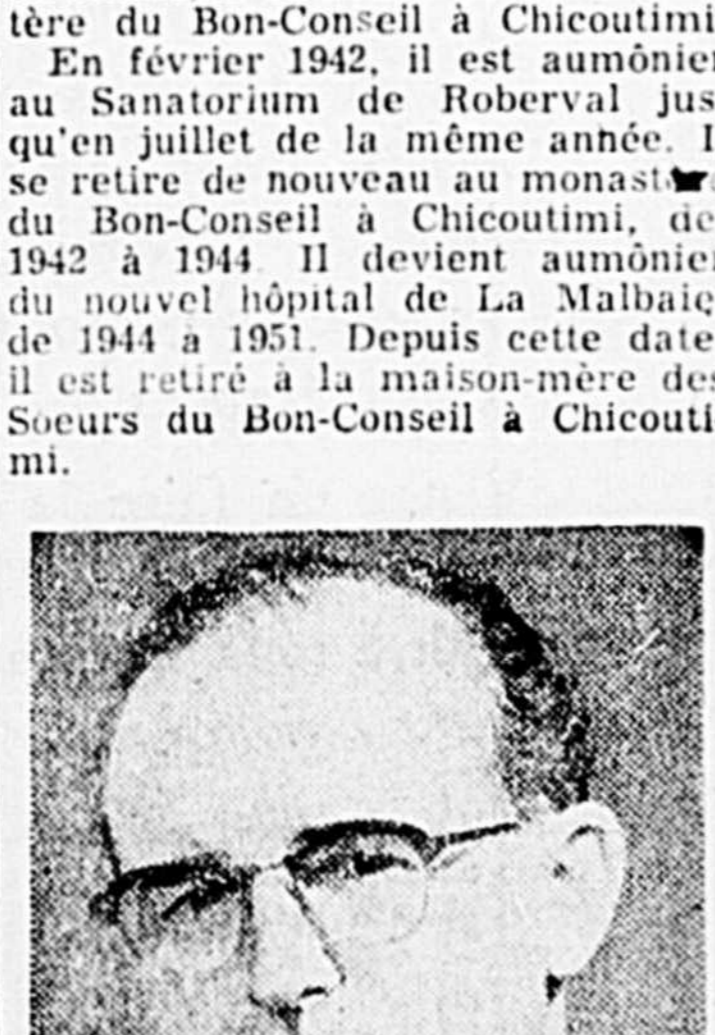 tère du Bon-Conseil à Chicoutimi
En février 1942, il est aumônier
au Sanatorium de Roberval jus
qu'en juillet de la même année. I
se retire de nouveau au
du Bon-Conseil à Chicoutimi, de
1942 à 1944. Il devient aumônier
du nouvel hôpital de La Malbaie
de 1944 à 1951. Depuis cette date
il est retiré à la maison-mère des
Soeurs du Bon-Conseil à Chicouti-
mi.